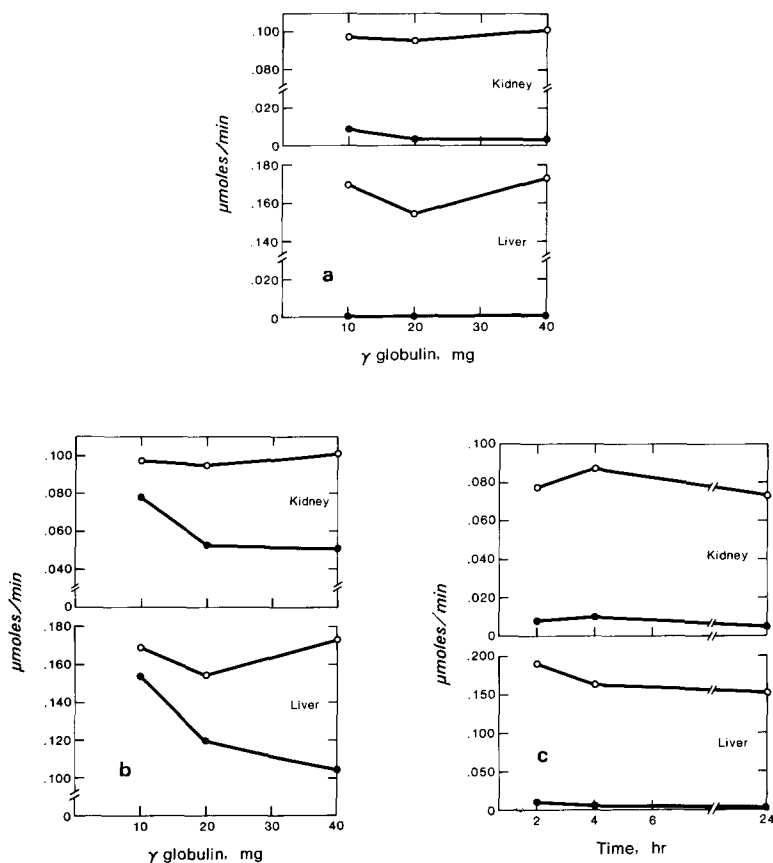 μmoles/min
.100
.080
Kidney
.020
0
.180
.160
.140
Liver
.020
0
a
10
20
30
40
γ globulin, mg
μmoles/min
.100
.080
.060
.040
0
Kidney
.180
.160
.140
.120
.100
0
Liver
b
10
20
30
40
γ globulin, mg
μmoles/min
.100
.080
.060
.040
.020
0
Kidney
.200
.150
.100
.050
0
Liver
c
2
4
6
24
Time, hr